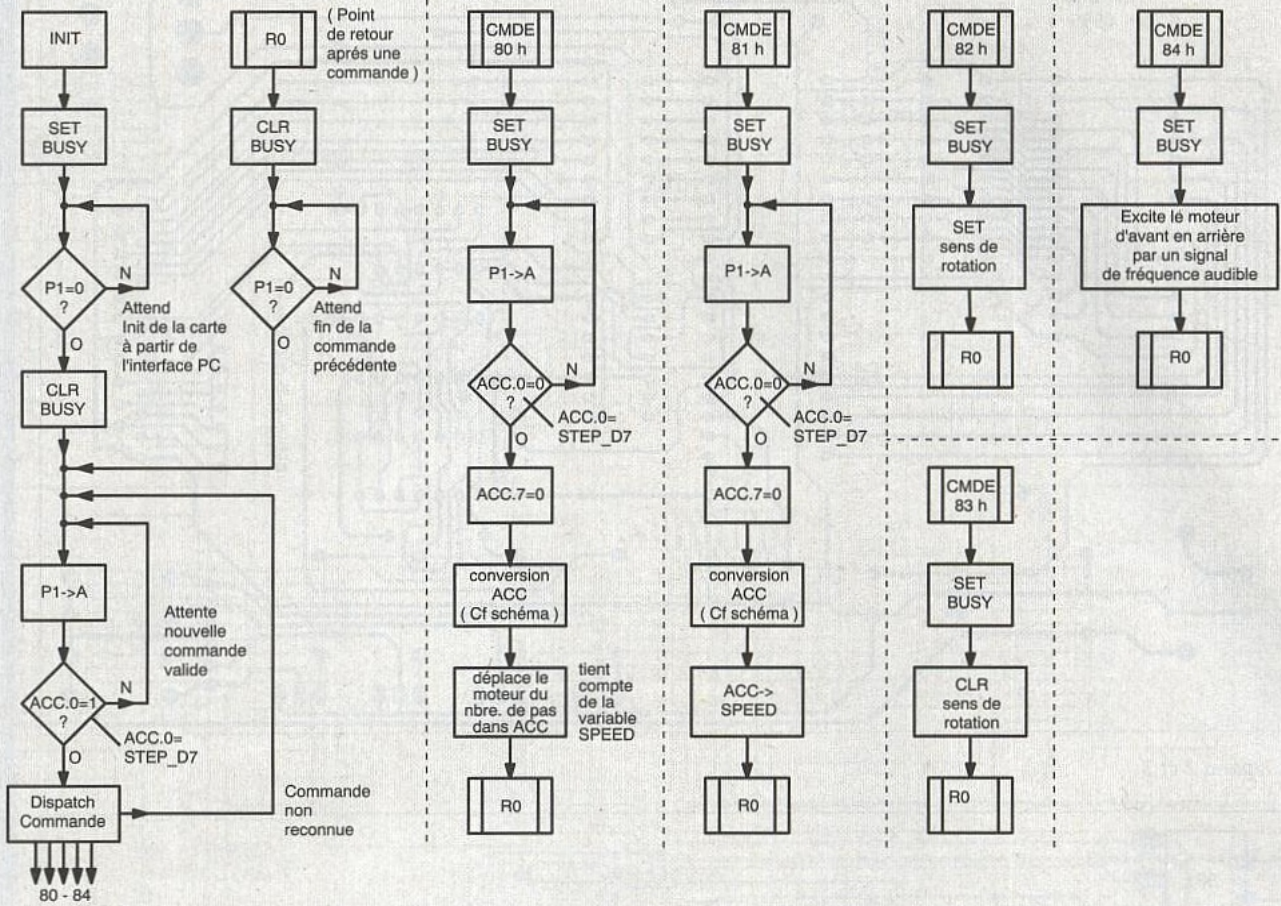 INIT
SET
BUSY
P1=0
?
N
Attend
Init de la carte
à partir de
l'interface PC
O
CLR
BUSY
P1->A
Attente
nouvelle
commande
valide
ACC.0=1
?
N
ACC.0=
STEP_D7
O
Dispatch
Commande
Commande
non
reconnue
80 - 84
R0
( Point
de retour
aprés une
commande )
CLR
BUSY
P1=0
?
N
Attend
fin de la
commande
précédente
O
CMDE
80 h
SET
BUSY
P1->A
ACC.0=0
?
N
ACC.0=
STEP_D7
O
ACC.7=0
conversion
ACC
( Cf schéma )
déplace le
moteur du
nbre. de pas
dans ACC
tient
compte
de la
variable
SPEED
R0
CMDE
81 h
SET
BUSY
P1->A
ACC.0=0
?
N
ACC.0=
STEP_D7
O
ACC.7=0
conversion
ACC
( Cf schéma )
ACC->
SPEED
R0
CMDE
82 h
SET
BUSY
SET
sens de
rotation
R0
CMDE
83 h
SET
BUSY
CLR
sens de
rotation
R0
CMDE
84 h
SET
BUSY
Excite le moteur
d'avant en arrière
par un signal
de fréquence audible
R0